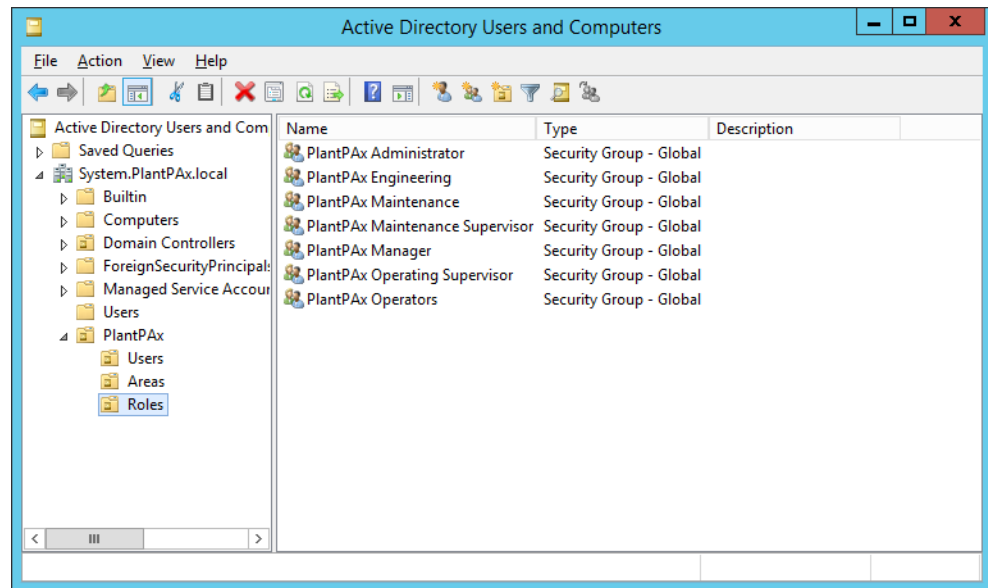 Active Directory Users and Computers
File Action View Help
Active Directory Users and Com
Saved Queries
System.PlantPAx.local
Builtin
Computers
Domain Controllers
ForeignSecurityPrincipals
Managed Service Accour
Users
PlantPAx
Users
Areas
Roles
Name Type Description
PlantPAx Administrator Security Group - Global
PlantPAx Engineering Security Group - Global
PlantPAx Maintenance Security Group - Global
PlantPAx Maintenance Supervisor Security Group - Global
PlantPAx Manager Security Group - Global
PlantPAx Operating Supervisor Security Group - Global
PlantPAx Operators Security Group - Global